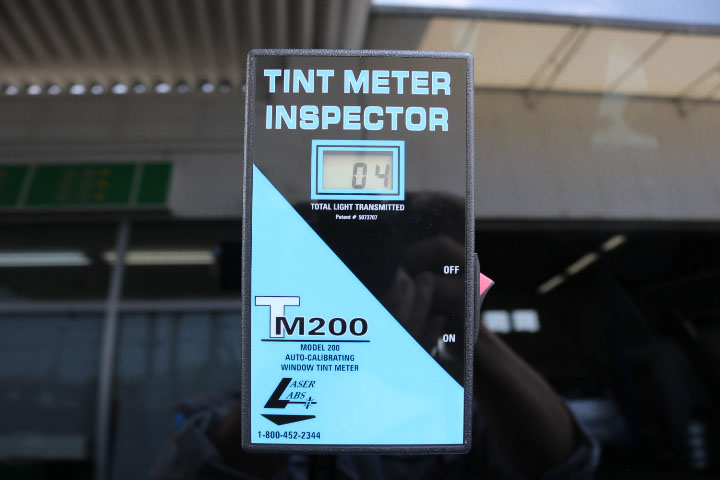 TINT METER
INSPECTOR
04
TOTAL LIGHT TRANSMITTED
Patent # 5073707
OFF
ON
TM200
MODEL 200
AUTO-CALIBRATING
WINDOW TINT METER
LASER
LABS
1-800-452-2344